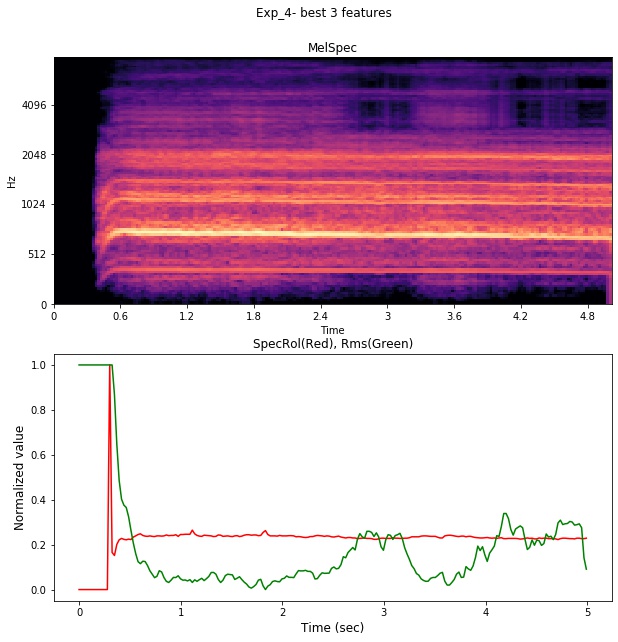 Exp_4- best 3 features
MelSpec
4096
2048
1024
512
0
Hz
0 0.6 1.2 1.8 2.4 3 3.6 4.2 4.8
Time
SpecRol(Red), Rms(Green)
1.0
0.8
0.6
0.4
0.2
0.0
Normalized value
0 1 2 3 4 5
Time (sec)